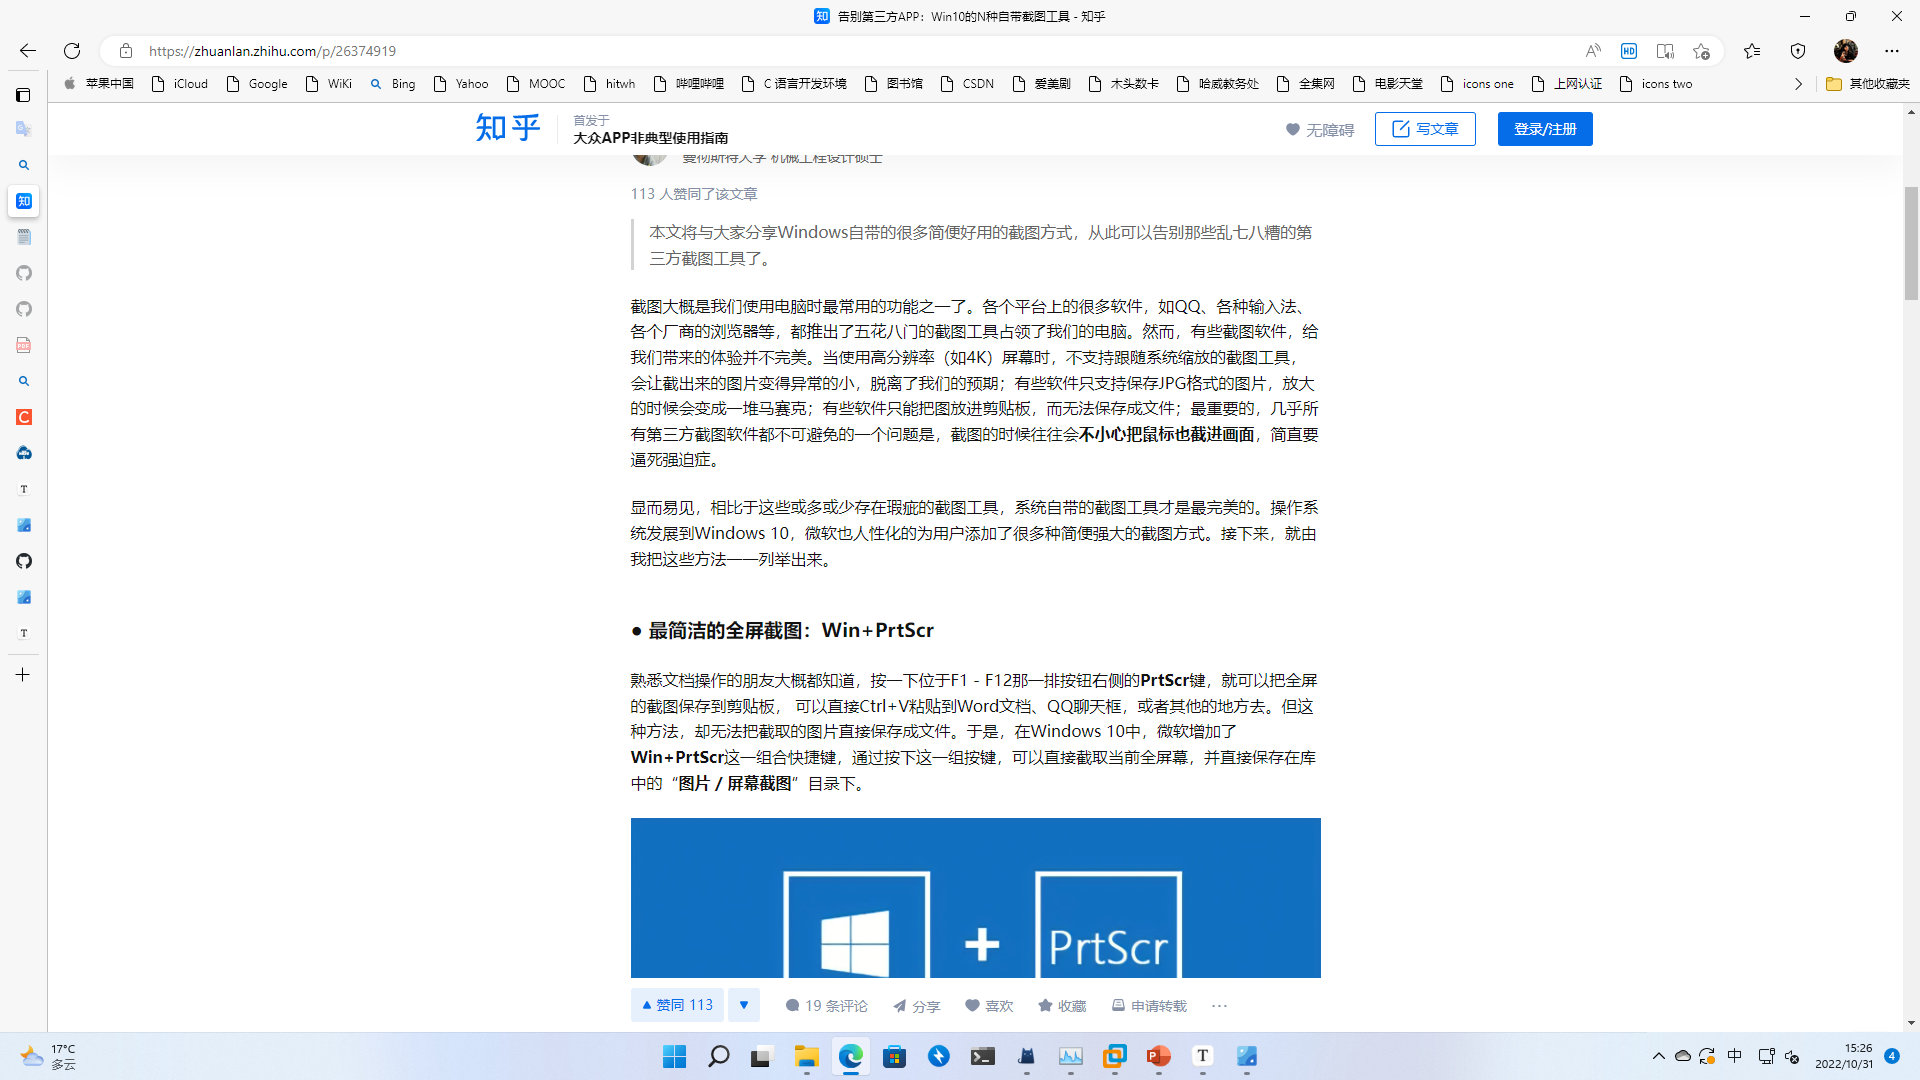 告别第三方APP：Win10的N种自带截图工具 - 知乎
https://zhuanlan.zhihu.com/p/26374919
苹果中国 iCloud Google WiKi Bing Yahoo MOOC hitwh 哔哩哔哩 C 语言开发环境 图书馆 CSDN 爱美剧 木头数卡 哈威教务处 全集网 电影天堂 icons one 上网认证 icons two 其他收藏夹
知乎
首发于
大众APP非典型使用指南
无障碍
写文章
登录/注册
曼彻斯特大学 机械工程设计硕士
113 人赞同了该文章
本文将与大家分享Windows自带的很多简便好用的截图方式，从此可以告别那些乱七八糟的第
三方截图工具了。
截图大概是我们使用电脑时最常用的功能之一了。各个平台上的很多软件，如QQ、各种输入法、
各个厂商的浏览器等，都推出了五花八门的截图工具占领了我们的电脑。然而，有些截图软件，给
我们带来的体验并不完美。当使用高分辨率（如4K）屏幕时，不支持跟随系统缩放的截图工具，
会让截出来的图片变得异常的小，脱离了我们的预期；有些软件只支持保存JPG格式的图片，放大
的时候会变成一堆马赛克；有些软件只能把图放进剪贴板，而无法保存成文件；最重要的，几乎所
有第三方截图软件都不可避免的一个问题是，截图的时候往往会不小心把鼠标也截进画面，简直要
逼死强迫症。
显而易见，相比于这些或多或少存在瑕疵的截图工具，系统自带的截图工具才是最完美的。操作系
统发展到Windows 10，微软也人性化的为用户添加了很多种简便强大的截图方式。接下来，就由
我把这些方法一一列举出来。
● 最简洁的全屏截图：Win+PrtScr
熟悉文档操作的朋友大概都知道，按一下位于F1 - F12那一排按钮右侧的PrtScr键，就可以把全屏
的截图保存到剪贴板， 可以直接Ctrl+V粘贴到Word文档、QQ聊天框，或者其他的地方去。但这
种方法，却无法把截取的图片直接保存成文件。于是，在Windows 10中，微软增加了
Win+PrtScr这一组合快捷键，通过按下这一组按键，可以直接截取当前全屏幕，并直接保存在库
中的“图片 / 屏幕截图”目录下。
+ PrtScr
赞同 113
19 条评论 分享 喜欢 收藏 申请转载
17°C
多云
中
15:26
2022/10/31
4